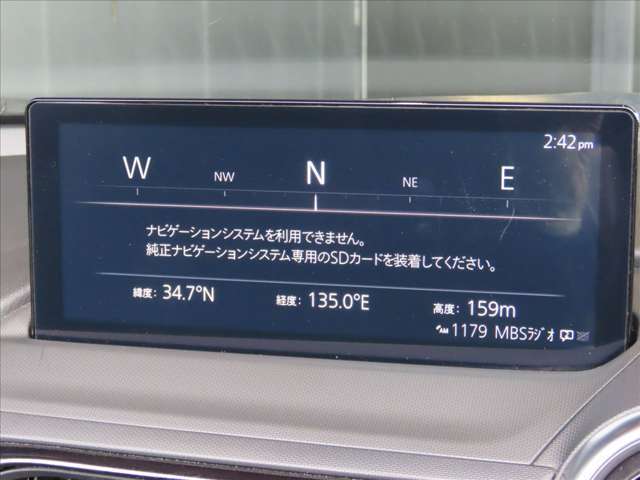 2:42pm
W NW N NE E
ナビゲーションシステムを利用できません。
純正ナビゲーションシステム専用のSDカードを装着してください。
緯度: 34.7°N 経度: 135.0°E 高度: 159m
AM 1179 MBSラジオ